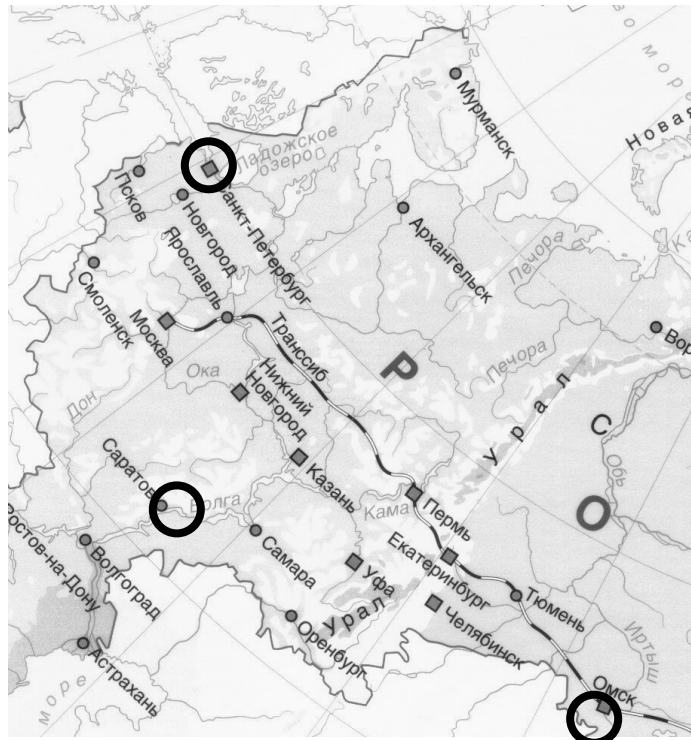 Мурманск
Новая
море
Ладожское
озеро
Санкт-Петербург
Псков
Новгород
Архангельск
Печора
Ка
Ярославль
Смоленск
Москва
Транссиб
Вор
Ока
Нижний
Новгород
Печора
Р
Урал
С
О
Обь
Дон
Саратов
Волга
Казань
Кама
Пермь
Ростов-на-Дону
Волгоград
Самара
Уфа
Екатеринбург
Тюмень
Урал
Оренбург
Челябинск
Иртыш
Астрахань
море
Омск